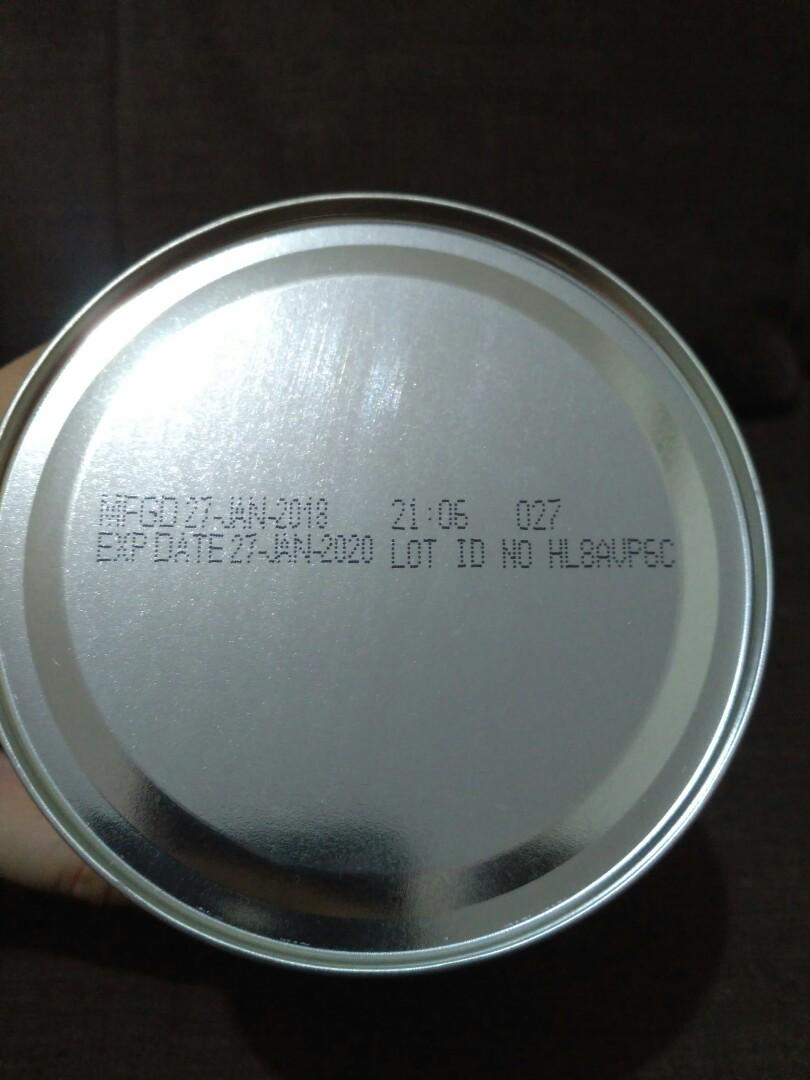 MFGD 27-JAN-2018 21:06 027
EXP DATE 27-JAN-2020 LOT ID NO HL8AVP6C